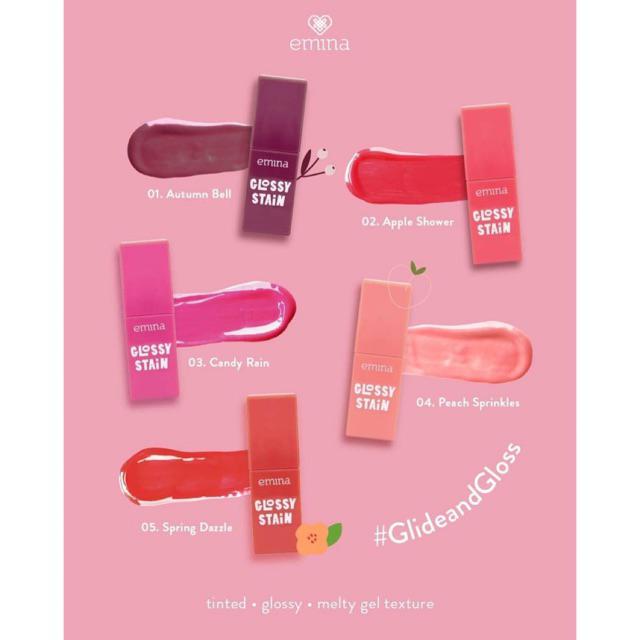 emina
emina
GLOSSY
STAIN
01. Autumn Bell
emina
GLOSSY
STAIN
02. Apple Shower
emina
GLOSSY
STAIN
03. Candy Rain
emina
GLOSSY
STAIN
04. Peach Sprinkles
emina
GLOSSY
STAIN
05. Spring Dazzle
#GlideandGloss
tinted • glossy • melty gel texture